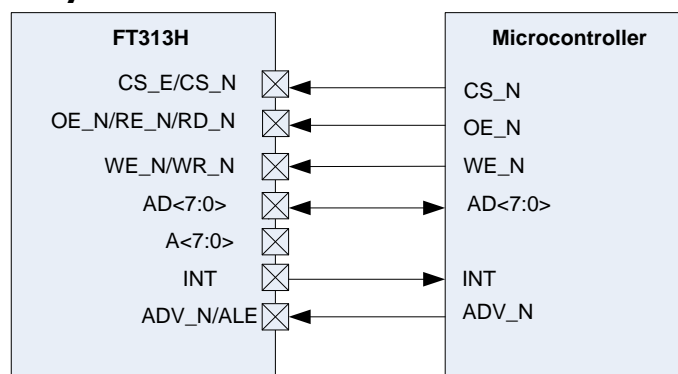 FT313H Microcontroller
CS_E/CS_N CS_N
OE_N/RE_N/RD_N OE_N
WE_N/WR_N WE_N
AD<7:0> AD<7:0>
A<7:0>
INT INT
ADV_N/ALE ADV_N